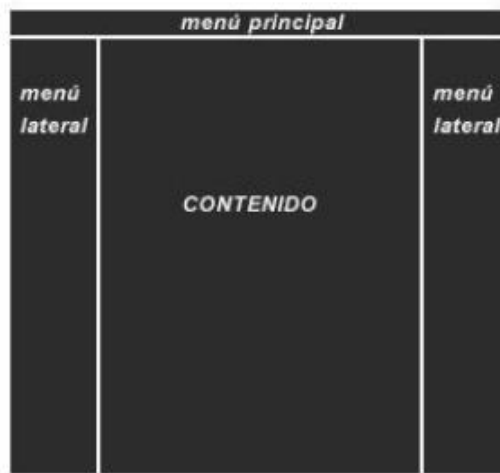 menú principal
menú
lateral
CONTENIDO
menú
lateral